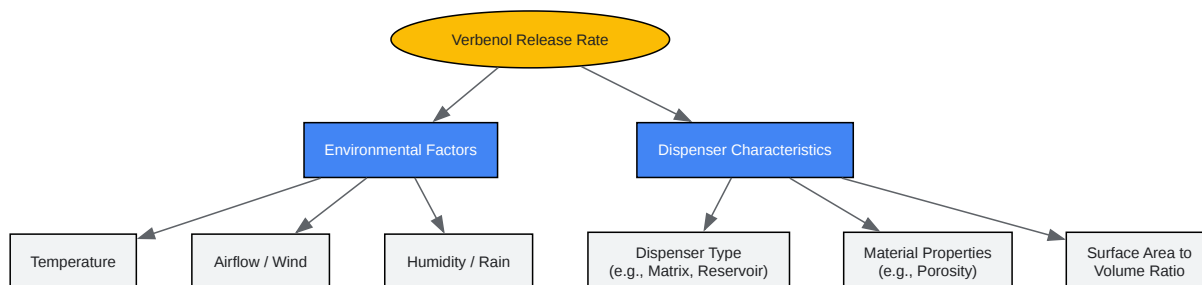 Verbenol Release Rate
Environmental Factors
Dispenser Characteristics
Temperature
Airflow / Wind
Humidity / Rain
Dispenser Type
(e.g., Matrix, Reservoir)
Material Properties
(e.g., Porosity)
Surface Area to
Volume Ratio